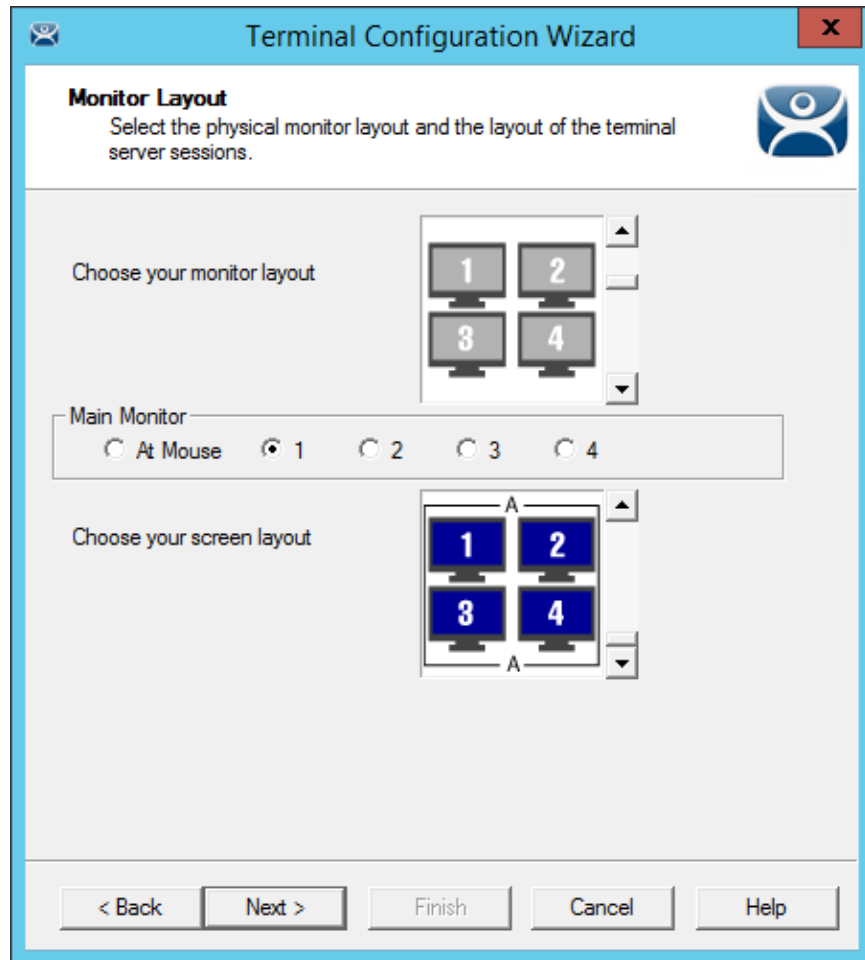 Terminal Configuration Wizard
x
Monitor Layout
Select the physical monitor layout and the layout of the terminal
server sessions.
Choose your monitor layout
1 2
3 4
Main Monitor
At Mouse 1 2 3 4
Choose your screen layout
A
1 2
3 4
A
< Back Next > Finish Cancel Help